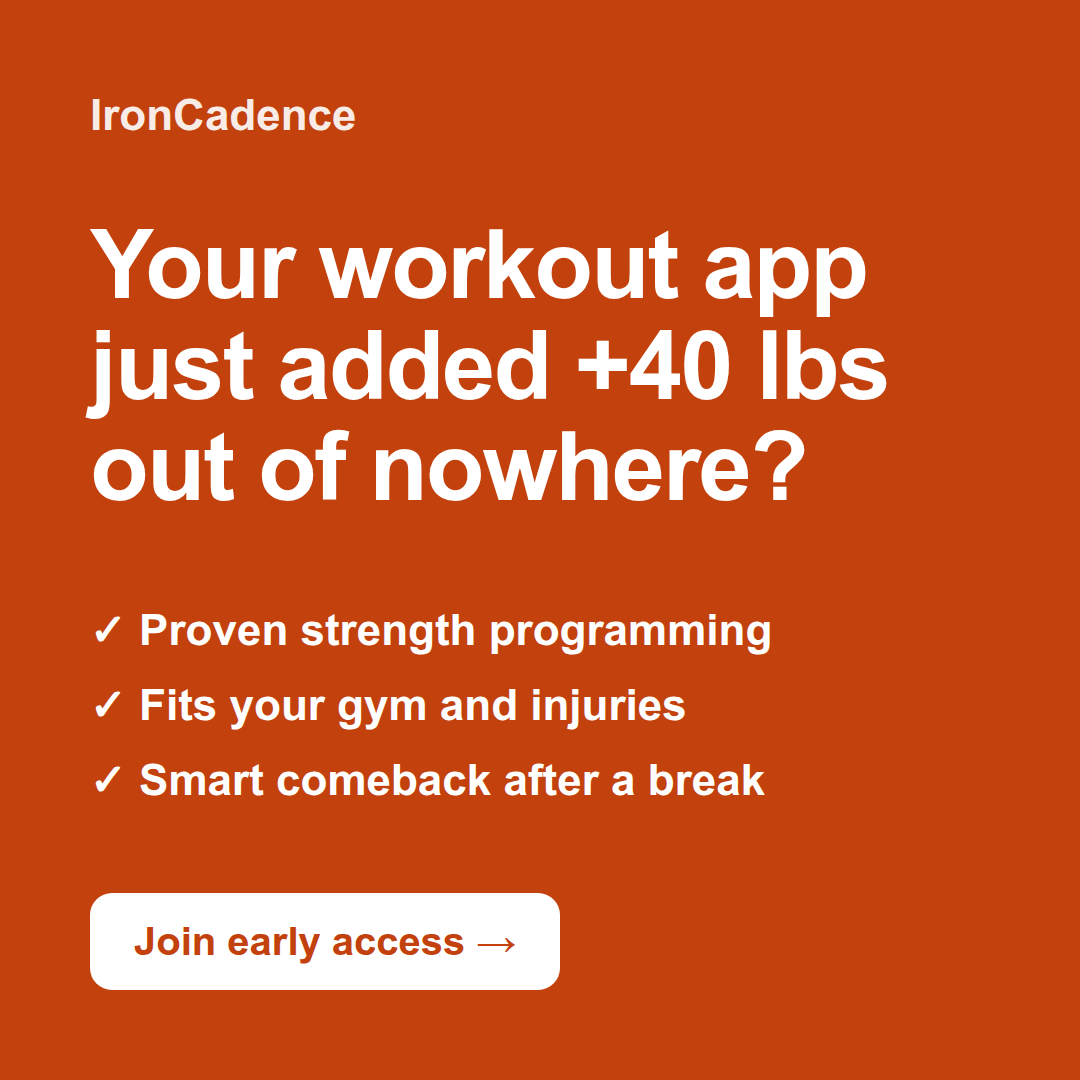 IronCadence
Your workout app
just added +40 lbs
out of nowhere?
✓ Proven strength programming
✓ Fits your gym and injuries
✓ Smart comeback after a break
Join early access →